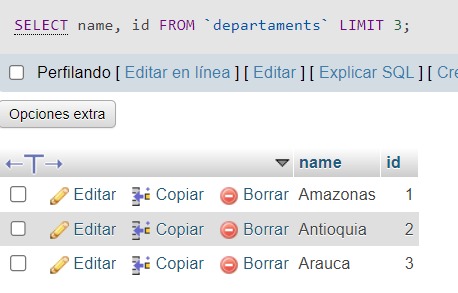 SELECT name, id FROM `departaments` LIMIT 3;
Perfilando [ Editar en línea ] [ Editar ] [ Explicar SQL ] [ Cre
Opciones extra
name id
Editar Copiar Borrar Amazonas 1
Editar Copiar Borrar Antioquia 2
Editar Copiar Borrar Arauca 3